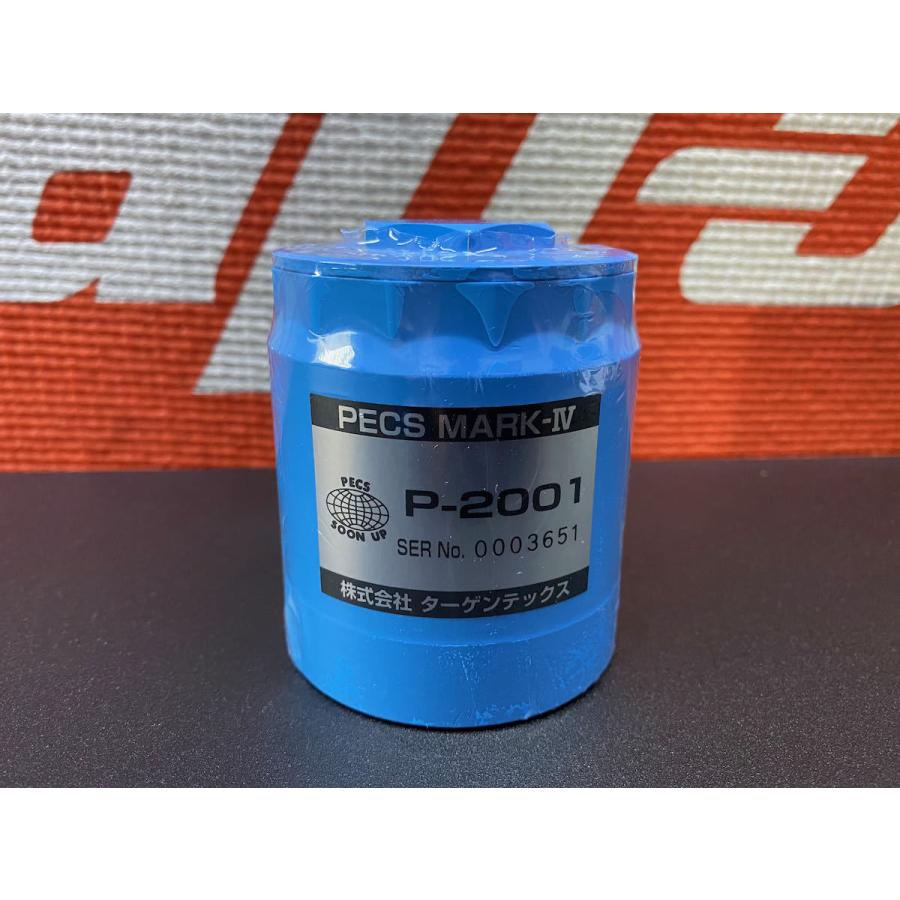 PECS MARK-Ⅳ
PECS
SOON UP
P-2001
SER No. 0003651
株式会社 ターゲンテックス